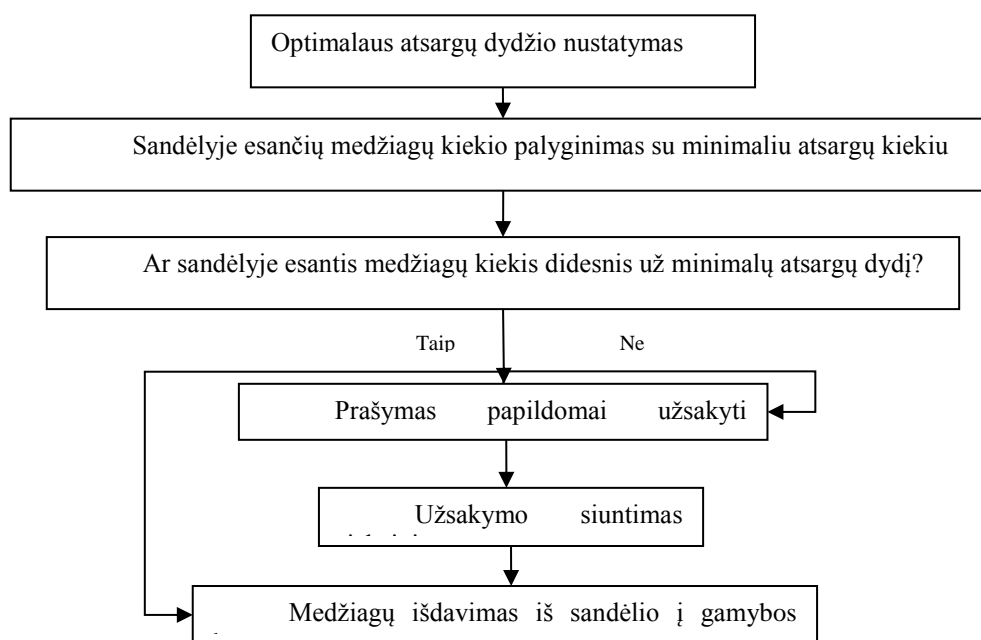 Optimalaus atsargų dydžio nustatymas
Sandėlyje esančių medžiagų kiekio palyginimas su minimaliu atsargų kiekiu
Ar sandėlyje esantis medžiagų kiekis didesnis už minimalų atsargų dydį?
Taip Ne
Prašymas papildomai užsakyti
Užsakymo siuntimas
Medžiagų išdavimas iš sandėlio į gamybos